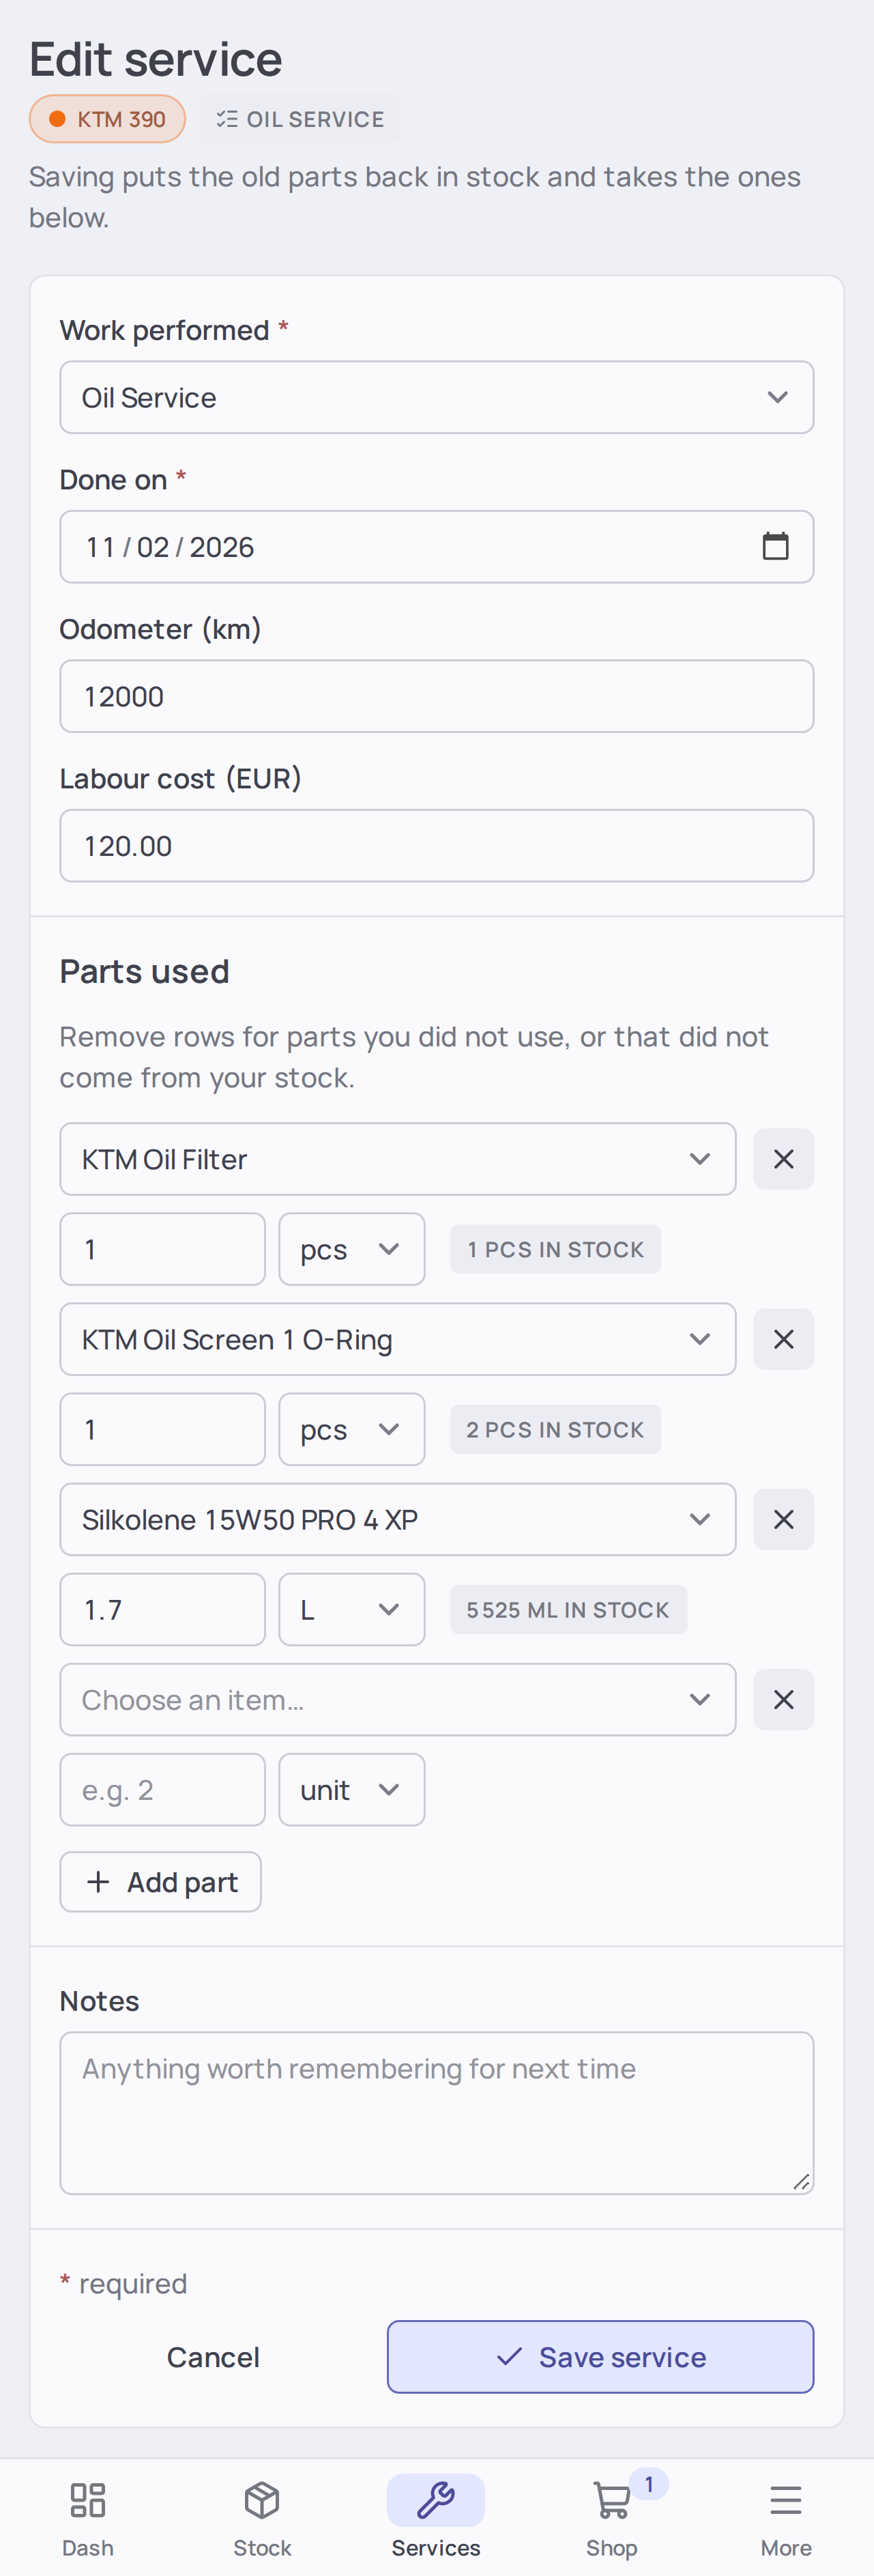 Edit service
KTM 390
OIL SERVICE
Saving puts the old parts back in stock and takes the ones
below.
Work performed *
Oil Service
Done on *
11 / 02 / 2026
Odometer (km)
12000
Labour cost (EUR)
120.00
Parts used
Remove rows for parts you did not use, or that did not
come from your stock.
KTM Oil Filter
1 pcs 1 PCS IN STOCK
KTM Oil Screen 1 O-Ring
1 pcs 2 PCS IN STOCK
Silkolene 15W50 PRO 4 XP
1.7 L 5 525 ML IN STOCK
Choose an item...
e.g. 2 unit
Add part
Notes
Anything worth remembering for next time
* required
Cancel Save service
1
Dash Stock Services Shop More